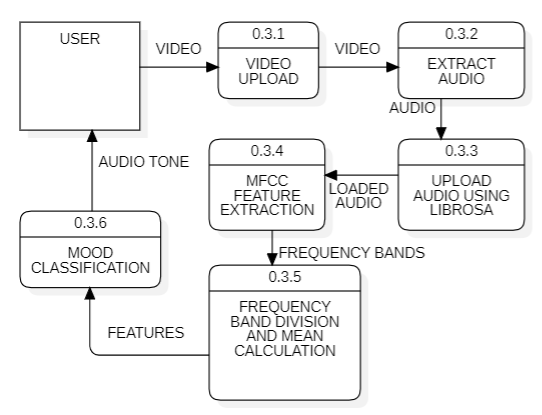 USER
VIDEO
0.3.1
VIDEO
UPLOAD
VIDEO
0.3.2
EXTRACT
AUDIO
AUDIO
0.3.3
UPLOAD
AUDIO USING
LIBROSA
LOADED
AUDIO
0.3.4
MFCC
FEATURE
EXTRACTION
FREQUENCY BANDS
0.3.5
FREQUENCY
BAND DIVISION
AND MEAN
CALCULATION
FEATURES
0.3.6
MOOD
CLASSIFICATION
AUDIO TONE